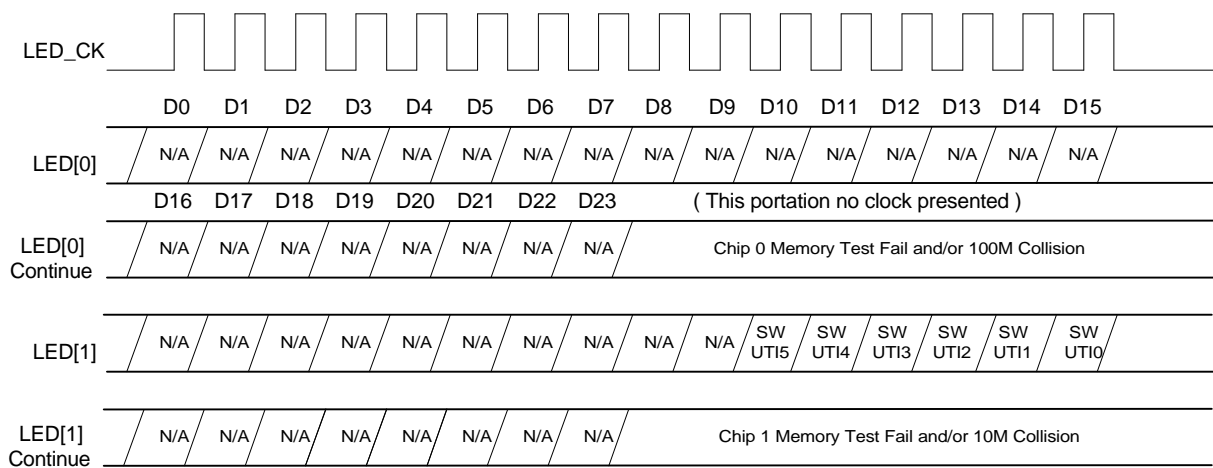 LED_CK
D0 D1 D2 D3 D4 D5 D6 D7 D8 D9 D10 D11 D12 D13 D14 D15
LED[0] N/A N/A N/A N/A N/A N/A N/A N/A N/A N/A N/A N/A N/A N/A N/A N/A
D16 D17 D18 D19 D20 D21 D22 D23 ( This portation no clock presented )
LED[0] Continue N/A N/A N/A N/A N/A N/A N/A N/A Chip 0 Memory Test Fail and/or 100M Collision
LED[1] N/A N/A N/A N/A N/A N/A N/A N/A N/A N/A SW UTI5 SW UTI4 SW UTI3 SW UTI2 SW UTI1 SW UTI0
LED[1] Continue N/A N/A N/A N/A N/A N/A N/A N/A Chip 1 Memory Test Fail and/or 10M Collision